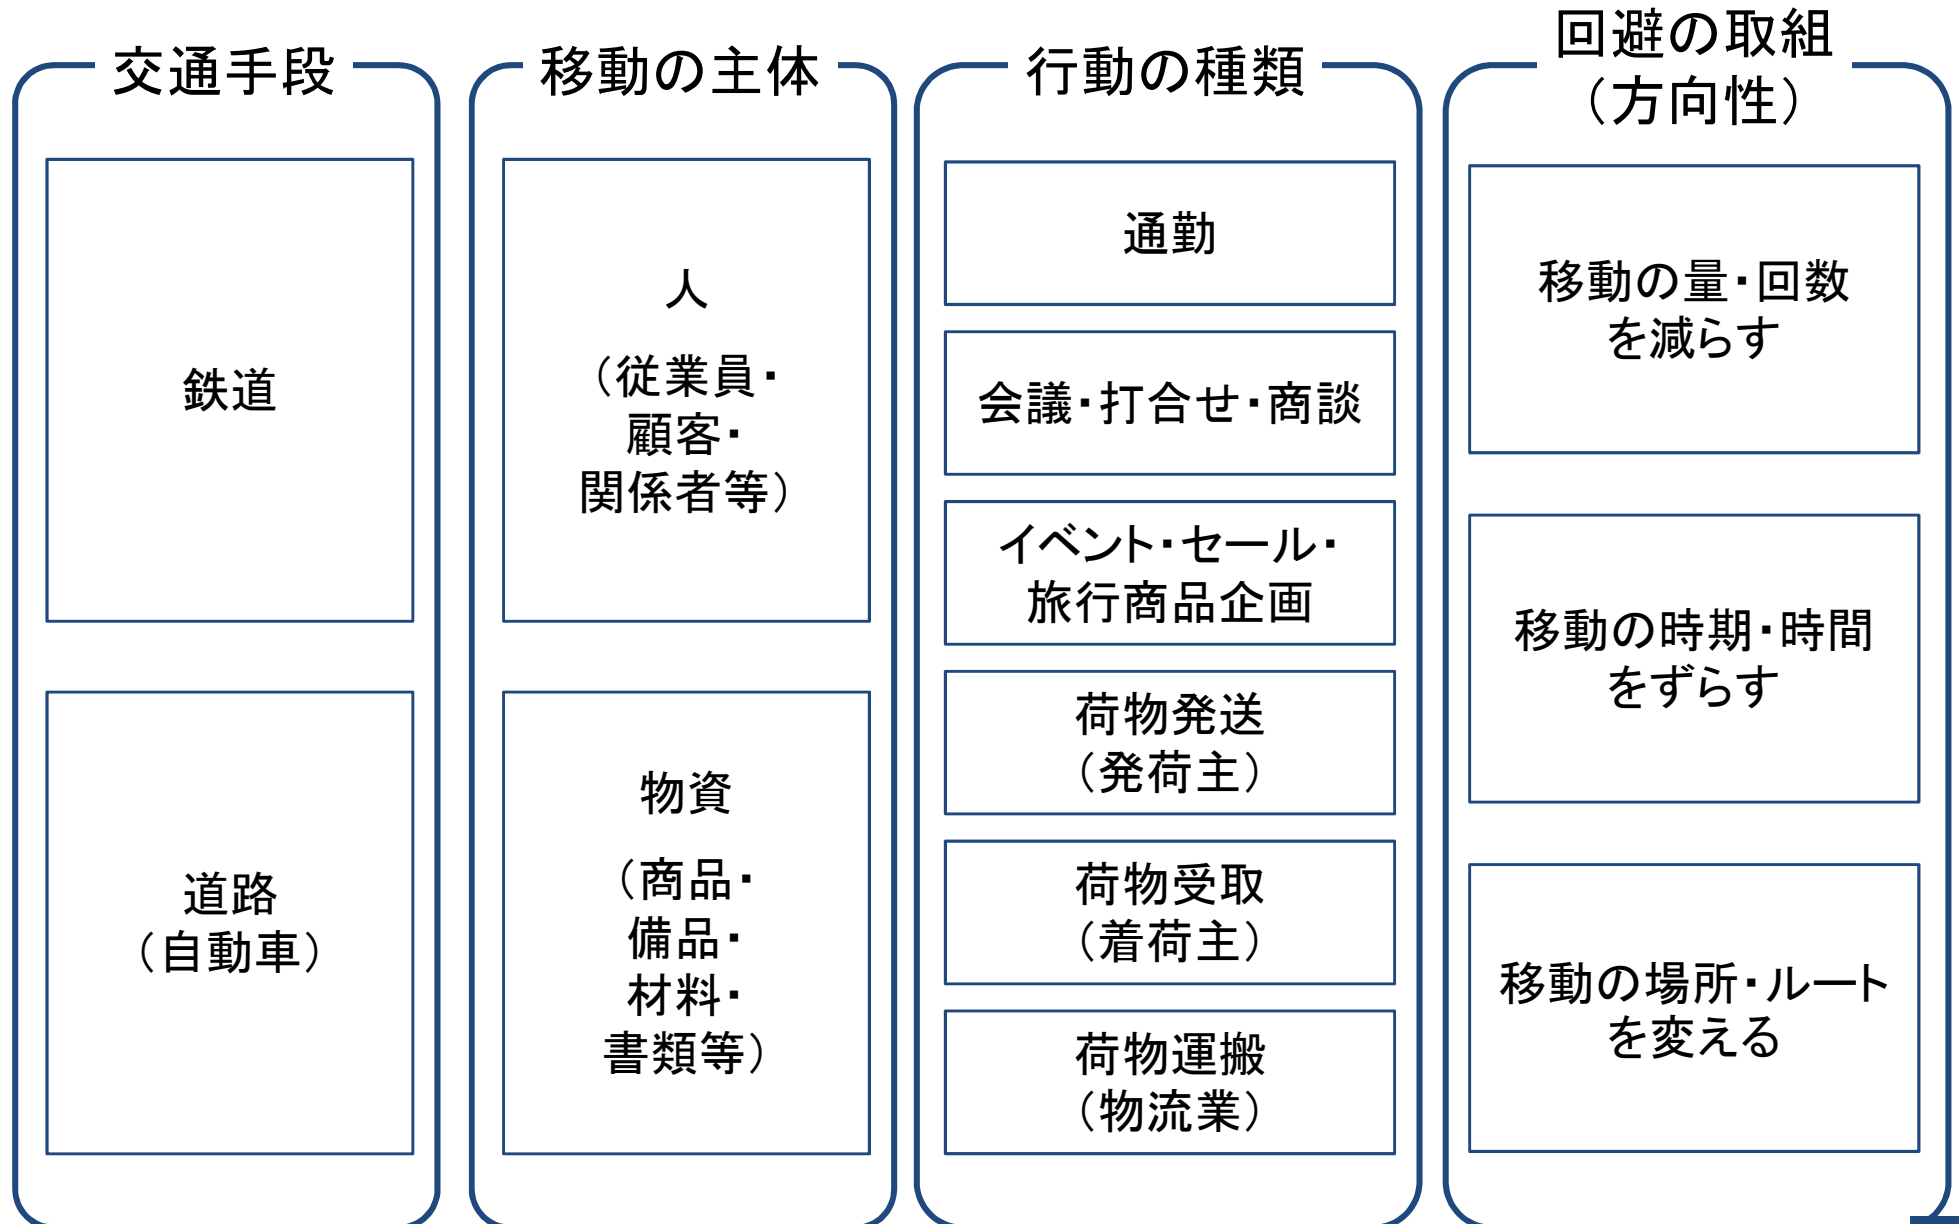 交通手段
鉄道
道路
（自動車）
移動の主体
人
（従業員・
顧客・
関係者等）
物資
（商品・
備品・
材料・
書類等）
行動の種類
通勤
会議・打合せ・商談
イベント・セール・
旅行商品企画
荷物発送
（発荷主）
荷物受取
（着荷主）
荷物運搬
（物流業）
回避の取組
（方向性）
移動の量・回数
を減らす
移動の時期・時間
をずらす
移動の場所・ルート
を変える